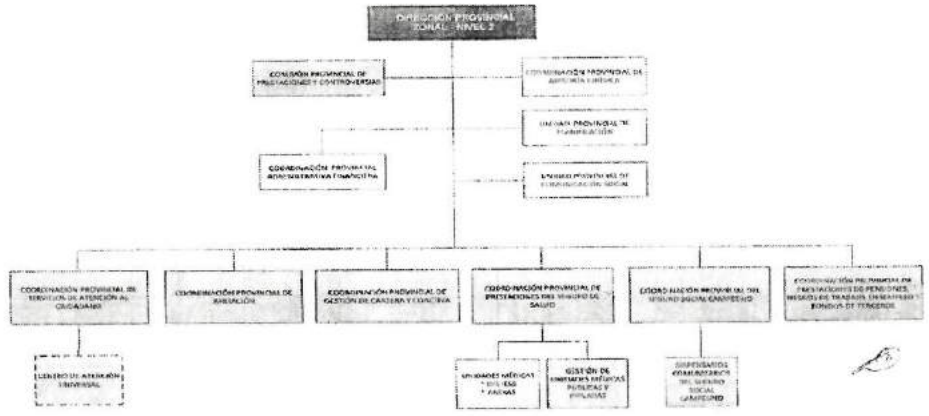 DIRECCIÓN PROVINCIAL
ZONAL - NIVEL 2
COMISIÓN PROVINCIAL DE
PRESTACIONES Y CONTROVERSIAS
COORDINACIÓN PROVINCIAL DE
ASESORÍA JURÍDICA
UNIDAD PROVINCIAL DE
PLANIFICACIÓN
COORDINACIÓN PROVINCIAL
ADMINISTRATIVA FINANCIERA
UNIDAD PROVINCIAL DE
COMUNICACIÓN SOCIAL
COORDINACIÓN PROVINCIAL DE
SERVICIOS DE ATENCIÓN AL
CIUDADANO
COORDINACIÓN PROVINCIAL DE
AFILIACIÓN
COORDINACIÓN PROVINCIAL DE
GESTIÓN DE CARTERA Y COACTIVA
COORDINACIÓN PROVINCIAL DE
PRESTACIONES DEL SEGURO DE
SALUD
COORDINACIÓN PROVINCIAL DEL
SEGURO SOCIAL CAMPESINO
COORDINACIÓN PROVINCIAL DE
PRESTACIONES DE PENSIONES,
RIESGOS DE TRABAJO, DESEMPLEO Y
FONDOS DE TERCEROS
CENTRO DE ATENCIÓN
UNIVERSAL
UNIDADES MÉDICAS
* ANEXAS
GESTIÓN DE
UNIDADES MÉDICAS
PÚBLICAS Y
PRIVADAS
DISPENSARIOS
COMUNITARIOS
DEL SEGURO
SOCIAL
CAMPESINO